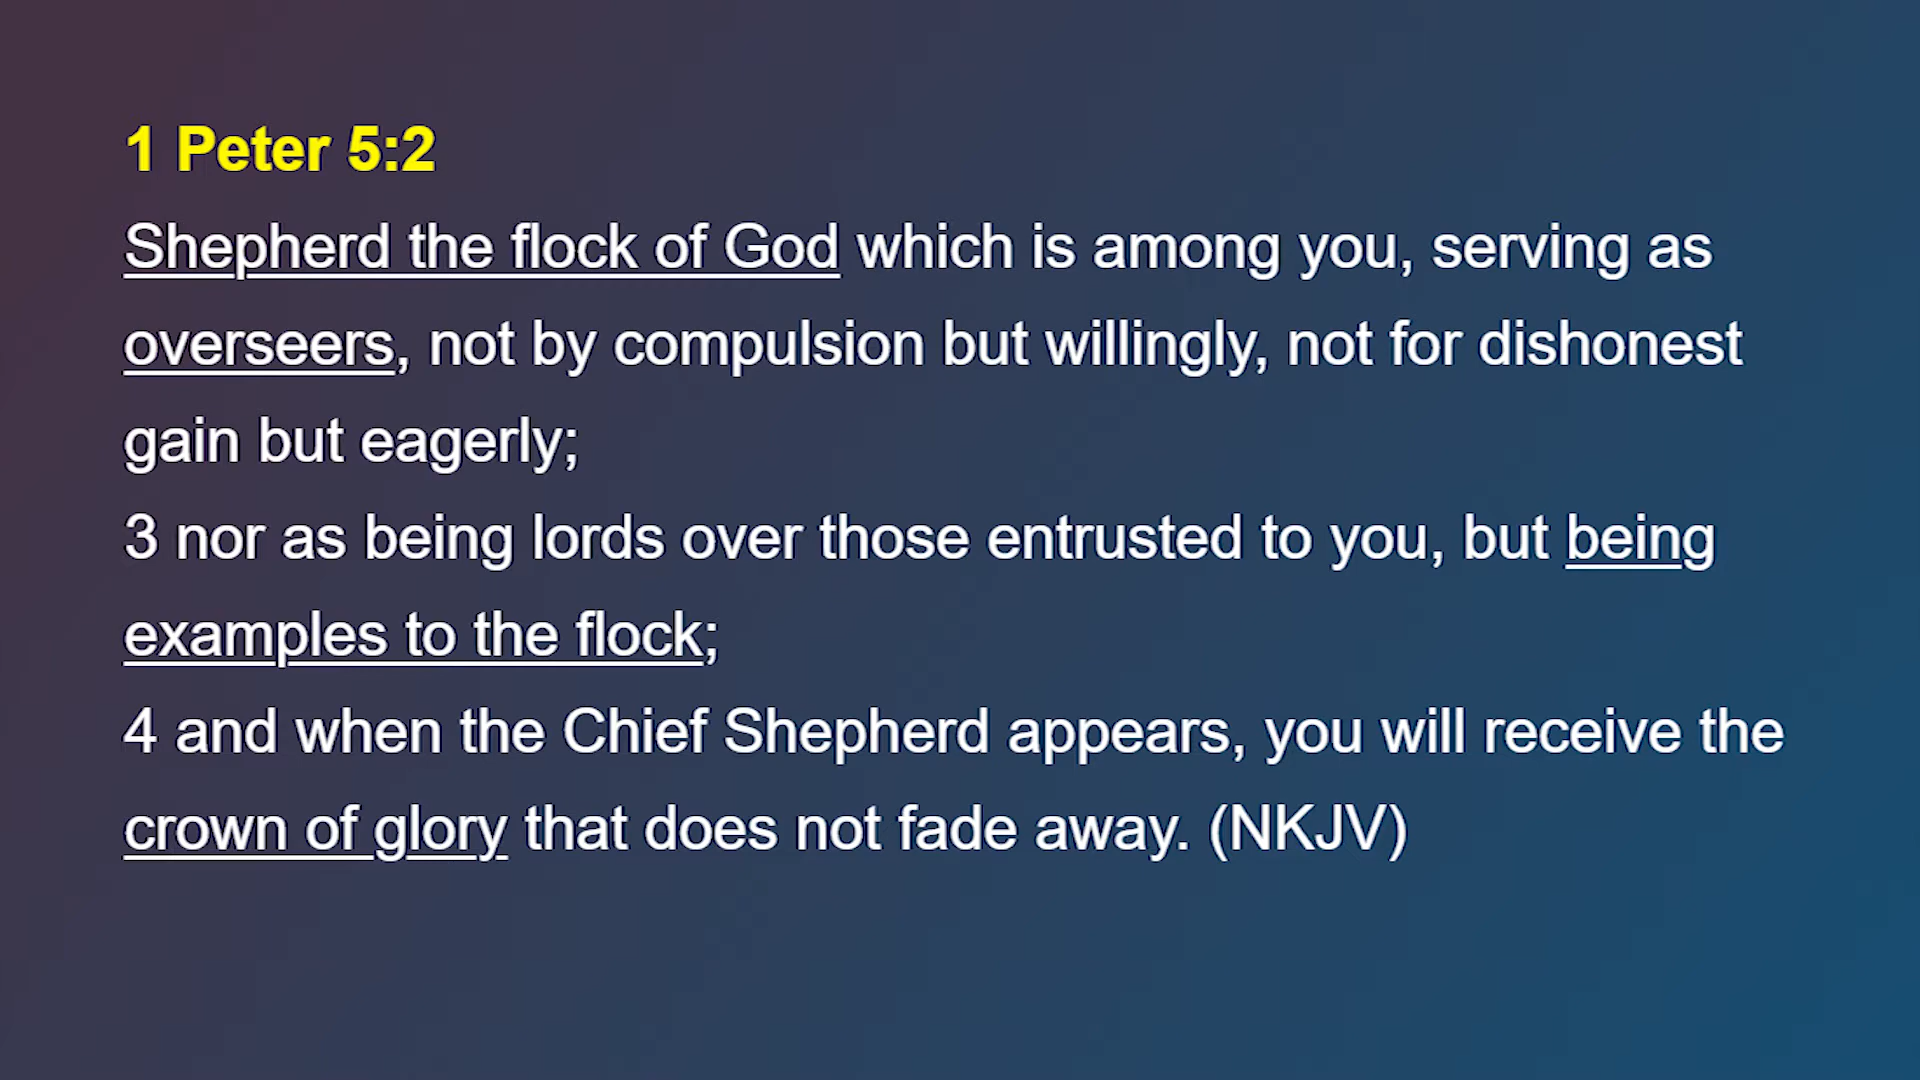 1 Peter 5:2
Shepherd the flock of God which is among you, serving as
overseers, not by compulsion but willingly, not for dishonest
gain but eagerly;
3 nor as being lords over those entrusted to you, but being
examples to the flock;
4 and when the Chief Shepherd appears, you will receive the
crown of glory that does not fade away. (NKJV)